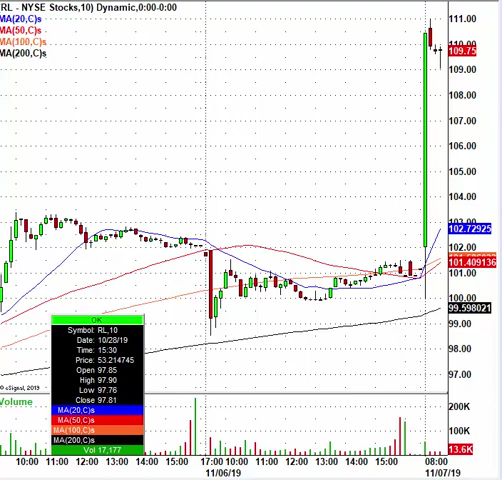 RL - NYSE Stocks,10) Dynamic,0:00-0:00
MA(20,C)s
MA(50,C)s
MA(100,C)s
MA(200,C)s
111.00
109.75
109.00
108.00
107.00
106.00
105.00
104.00
103.00
102.72925
102.00
101.409136
101.00
100.00
99.598021
99.00
98.00
97.00
OK
Symbol: RL,10
Date: 10/28/19
Time: 15:30
Price: 53.214745
Open 97.85
High 97.90
Low 97.76
Close 97.81
MA(20,C)s
MA(50,C)s
MA(100,C)s
MA(200,C)s
Vol 17,177
© eSignal, 2019
Volume
200K
100K
13.6K
10:00 11:00 12:00 13:00 14:00 15:00 17:00 10:00 11:00 12:00 13:00 14:00 15:00 08:00
11/06/19 11/07/19